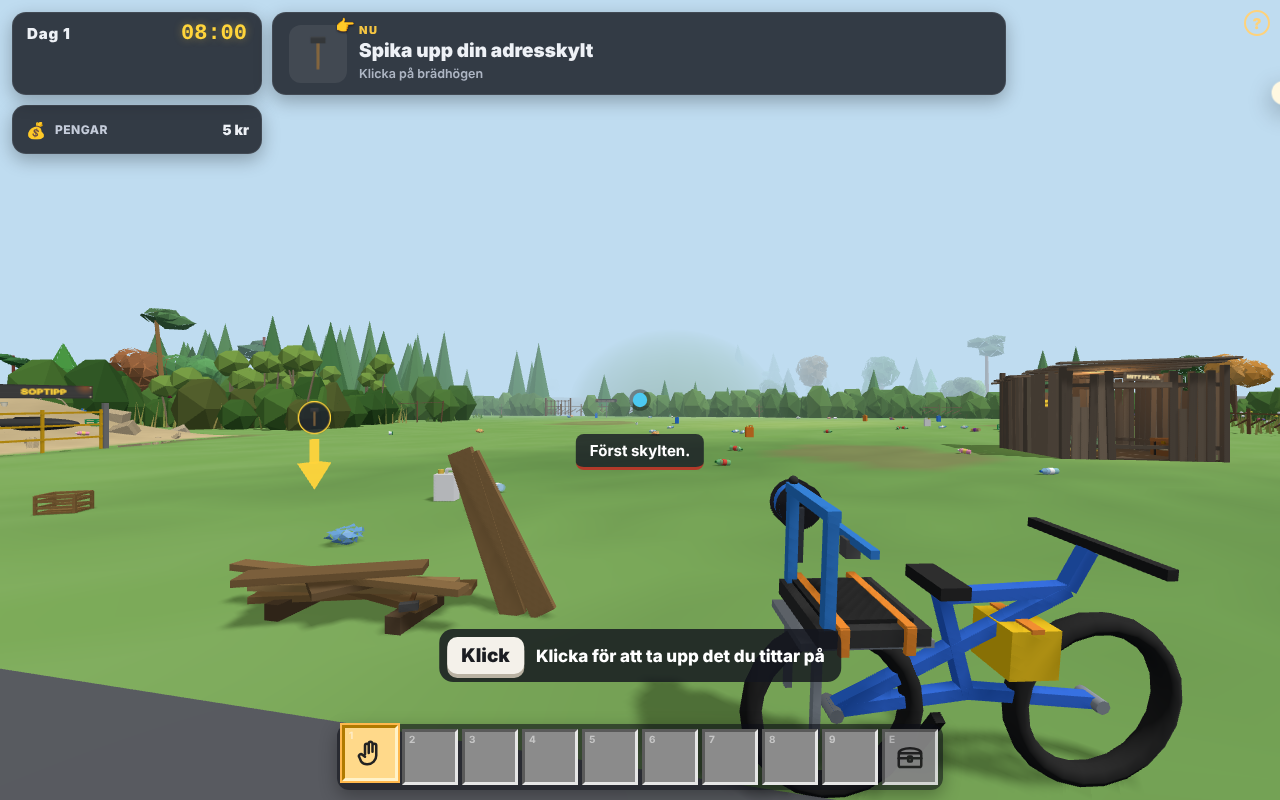 Dag 1
08:00
NU
Spika upp din adresskylt
Klicka på brädhögen
PENGAR
5 kr
?
SOPTIPP
Först skylten.
Klick
Klicka för att ta upp det du tittar på
1
2
3
4
5
6
7
8
9
E